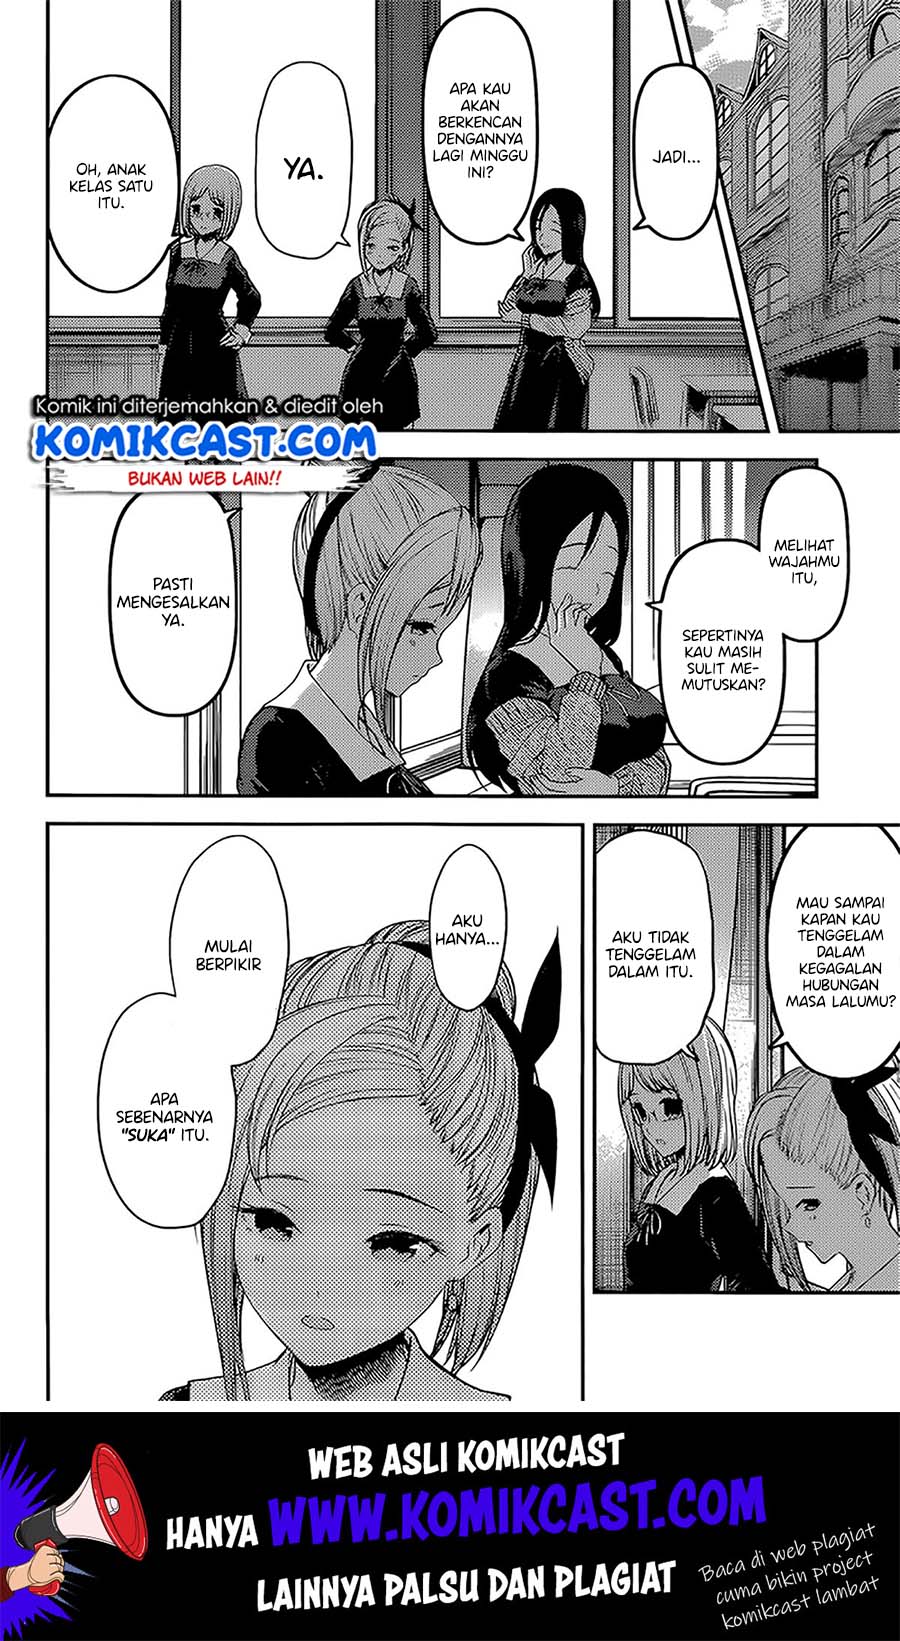 JADI...
APA KAU
AKAN
BERKENCAN
DENGANNYA
LAGI MINGGU
INI?
YA.
OH, ANAK
KELAS SATU
ITU.
Komik ini diterjemahkan & diedit oleh
KOMIKCAST.COM
BUKAN WEB LAIN!!
MELIHAT
WAJAHMU
ITU,
SEPERTINYA
KAU MASIH
SULIT ME-
MUTUSKAN?
PASTI
MENGESALKAN
YA.
MAU SAMPAI
KAPAN KAU
TENGGELAM
DALAM
KEGAGALAN
HUBUNGAN
MASA LALUMU?
AKU TIDAK
TENGGELAM
DALAM ITU.
AKU
HANYA...
MULAI
BERPIKIR
APA
SEBENARNYA
"SUKA" ITU.
WEB ASLI KOMIKCAST
HANYA WWW.KOMIKCAST.COM
LAINNYA PALSU DAN PLAGIAT
Baca di web plagiat
cuma bikin project
komikcast lambat